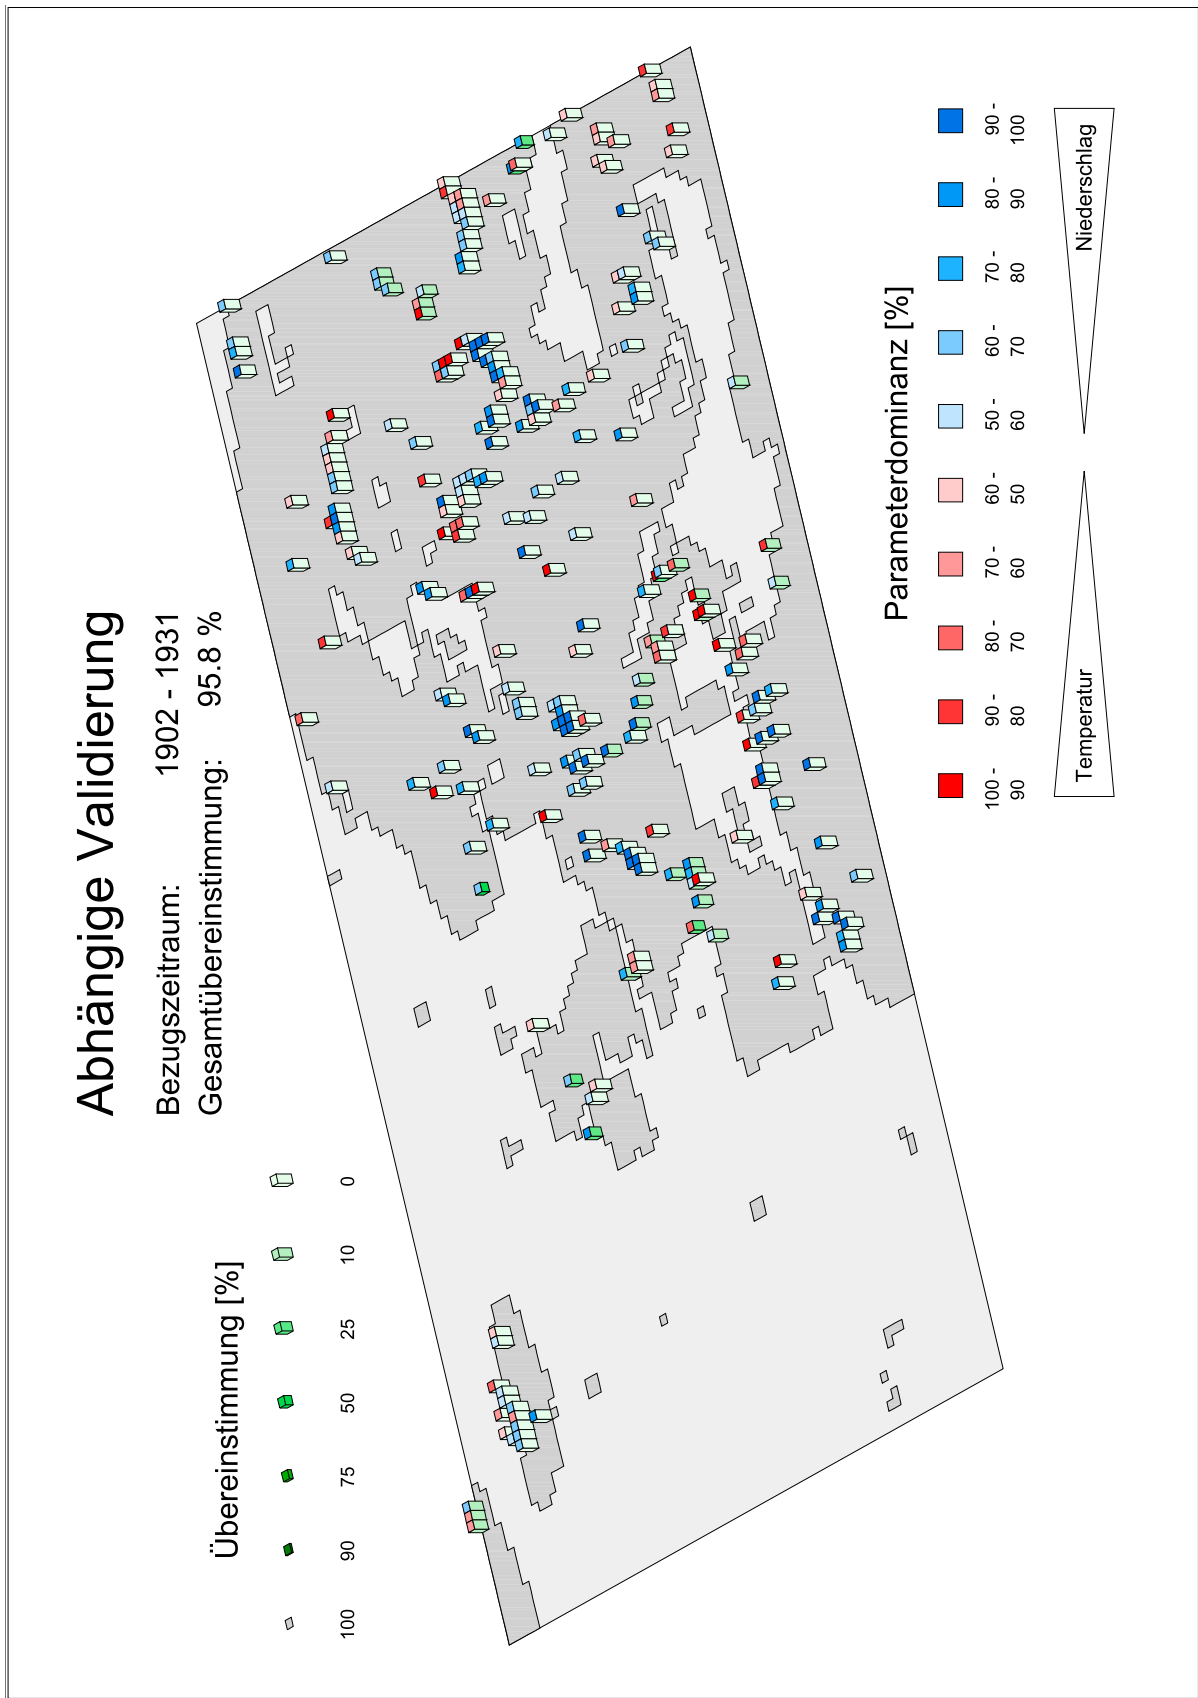 Abhängige Validierung
Bezugszeitraum: 1902 - 1931
Gesamtübereinstimmung: 95.8 %
Übereinstimmung [%]
100 90 75 50 25 10 0
Parameterdominanz [%]
100 - 90 - 80 - 70 - 60 - 50 - 60 - 70 - 80 - 90 -
90 80 70 60 50 60 70 80 90 100
Temperatur Niederschlag